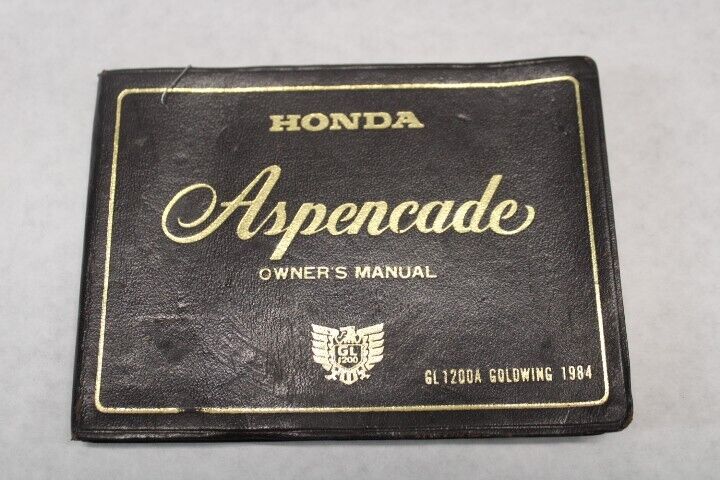 HONDA
Aspencade
OWNER'S MANUAL
GL
1200
GL1200A GOLDWING 1984